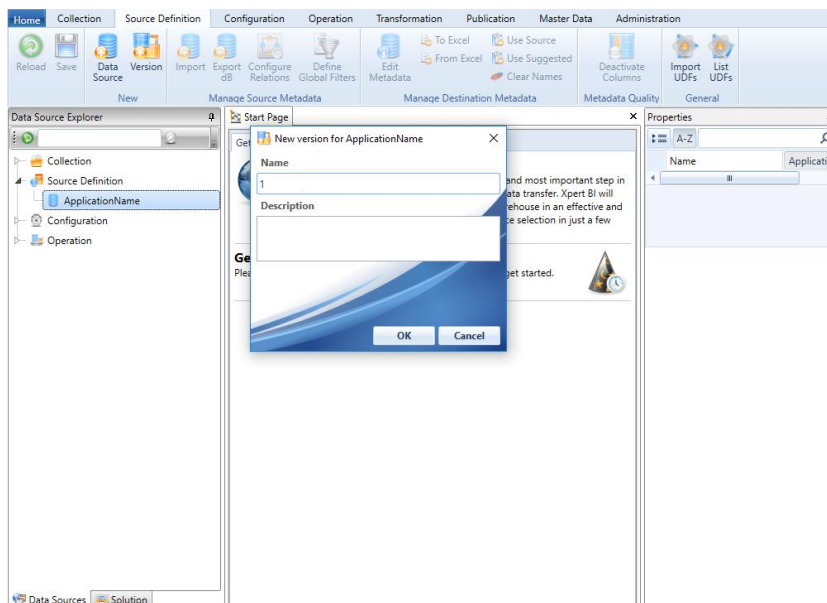 Home Collection Source Definition Configuration Operation Transformation Publication Master Data Administration
Reload Save Data Source Version Import Export dB Configure Relations Define Global Filters Edit Metadata To Excel From Excel Use Source Use Suggested Clear Names Deactivate Columns Import UDFs List UDFs
New Manage Source Metadata Manage Destination Metadata Metadata Quality General
Data Source Explorer
Collection
Source Definition
ApplicationName
Configuration
Operation
Data Sources Solution
Start Page
Get
New version for ApplicationName
Name
1
Description
OK Cancel
and most important step in
ata transfer. Xpert BI will
rehouse in an effective and
ce selection in just a few
Ge
Plea
get started.
Properties
A-Z
Name Applicati